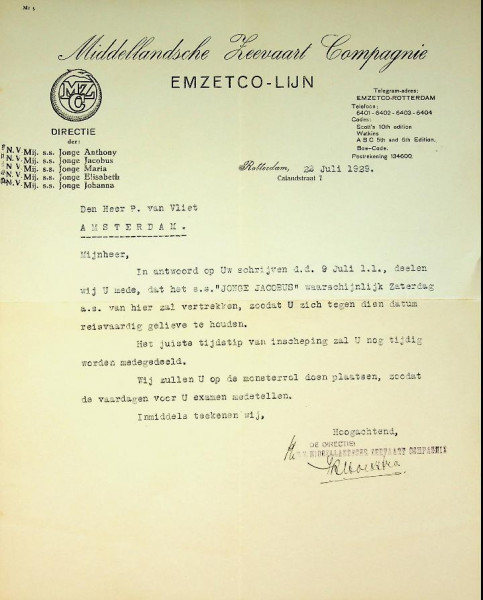 Middellandsche Zeevaart Compagnie
EMZETCO-LIJN
MZC
DIRECTIE
der:
N.V. Mij. s.s. Jonge Anthony
N.V. Mij. s.s. Jonge Jacobus
N.V. Mij. s.s. Jonge Maria
N.V. Mij. s.s. Jonge Elisabeth
N.V. Mij. s.s. Jonge Johanna
Telegram-adres:
EMZETCO-ROTTERDAM
Telefoon:
6401-6402-6403-6404
Codes:
Scott's 10th edition
Watkins
A B C 5th and 6th Edition.
Boe-Code.
Postrekening 134600.
Rotterdam, 22 Juli 1929.
Calandstraat 7
Den Heer P. van Vliet
AMSTERDAM.
Mijnheer,
In antwoord op Uw schrijven d.d. 9 Juli l.l., deelen
wij U mede, dat het s.s."JONGE JACOBUS" waarschijnlijk Zaterdag
a.s. van hier zal vertrekken, zoodat U zich tegen dien datum
reisvaardig gelieve te houden.
Het juiste tijdstip van inscheping zal U nog tijdig
worden medegedeeld.
Wij zullen U op de monsterrol doen plaatsen, zoodat
de vaardagen voor U examen medetellen.
Inmiddels teekenen wij,
Hoogachtend,
DE DIRECTIE:
N.V. MIDDELLANDSCHE ZEEVAART COMPAGNIE